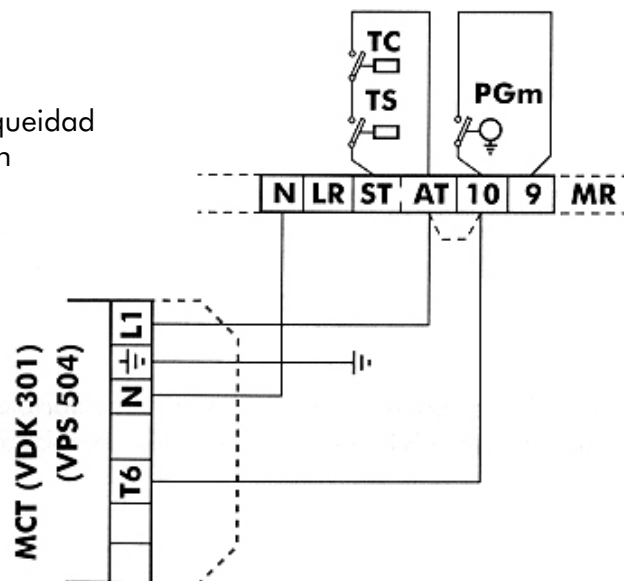 TC
queidad
TS
PGm
n
N LR ST AT 10 9 MR
L1
N
T6
MCT (VDK 301)
(VPS 504)